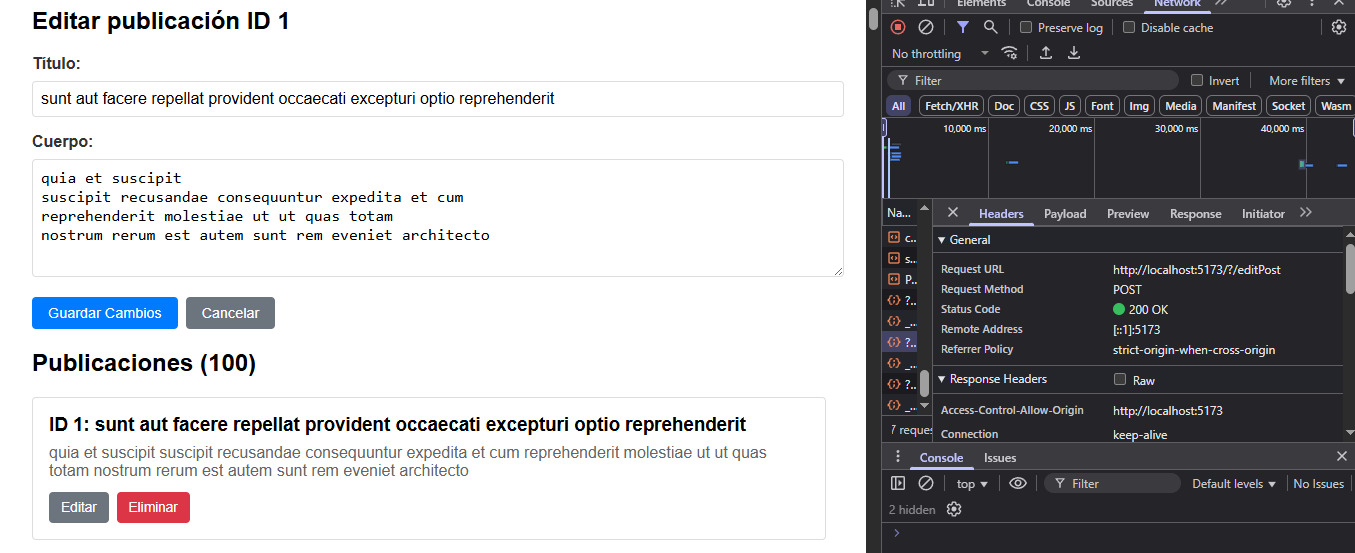 Editar publicación ID 1
Título:
sunt aut facere repellat provident occaecati excepturi optio reprehenderit
Cuerpo:
quia et suscipit
suscipit recusandae consequuntur expedita et cum
reprehenderit molestiae ut ut quas totam
nostrum rerum est autem sunt rem eveniet architecto
Guardar Cambios
Cancelar
Publicaciones (100)
ID 1: sunt aut facere repellat provident occaecati excepturi optio reprehenderit
quia et suscipit suscipit recusandae consequuntur expedita et cum reprehenderit molestiae ut ut quas
totam nostrum rerum est autem sunt rem eveniet architecto
Editar
Eliminar
Elements Console Sources Network
Preserve log Disable cache
No throttling
Filter Invert More filters
All Fetch/XHR Doc CSS JS Font Img Media Manifest Socket Wasm
10,000 ms 20,000 ms 30,000 ms 40,000 ms
Na... Headers Payload Preview Response Initiator
c...
s...
P...
?...
_...
?...
_...
?...
_...
General
Request URL http://localhost:5173/?/editPost
Request Method POST
Status Code 200 OK
Remote Address [::1]:5173
Referrer Policy strict-origin-when-cross-origin
Response Headers Raw
Access-Control-Allow-Origin http://localhost:5173
Connection keep-alive
7 reque
Console Issues
top Filter Default levels No Issues
2 hidden